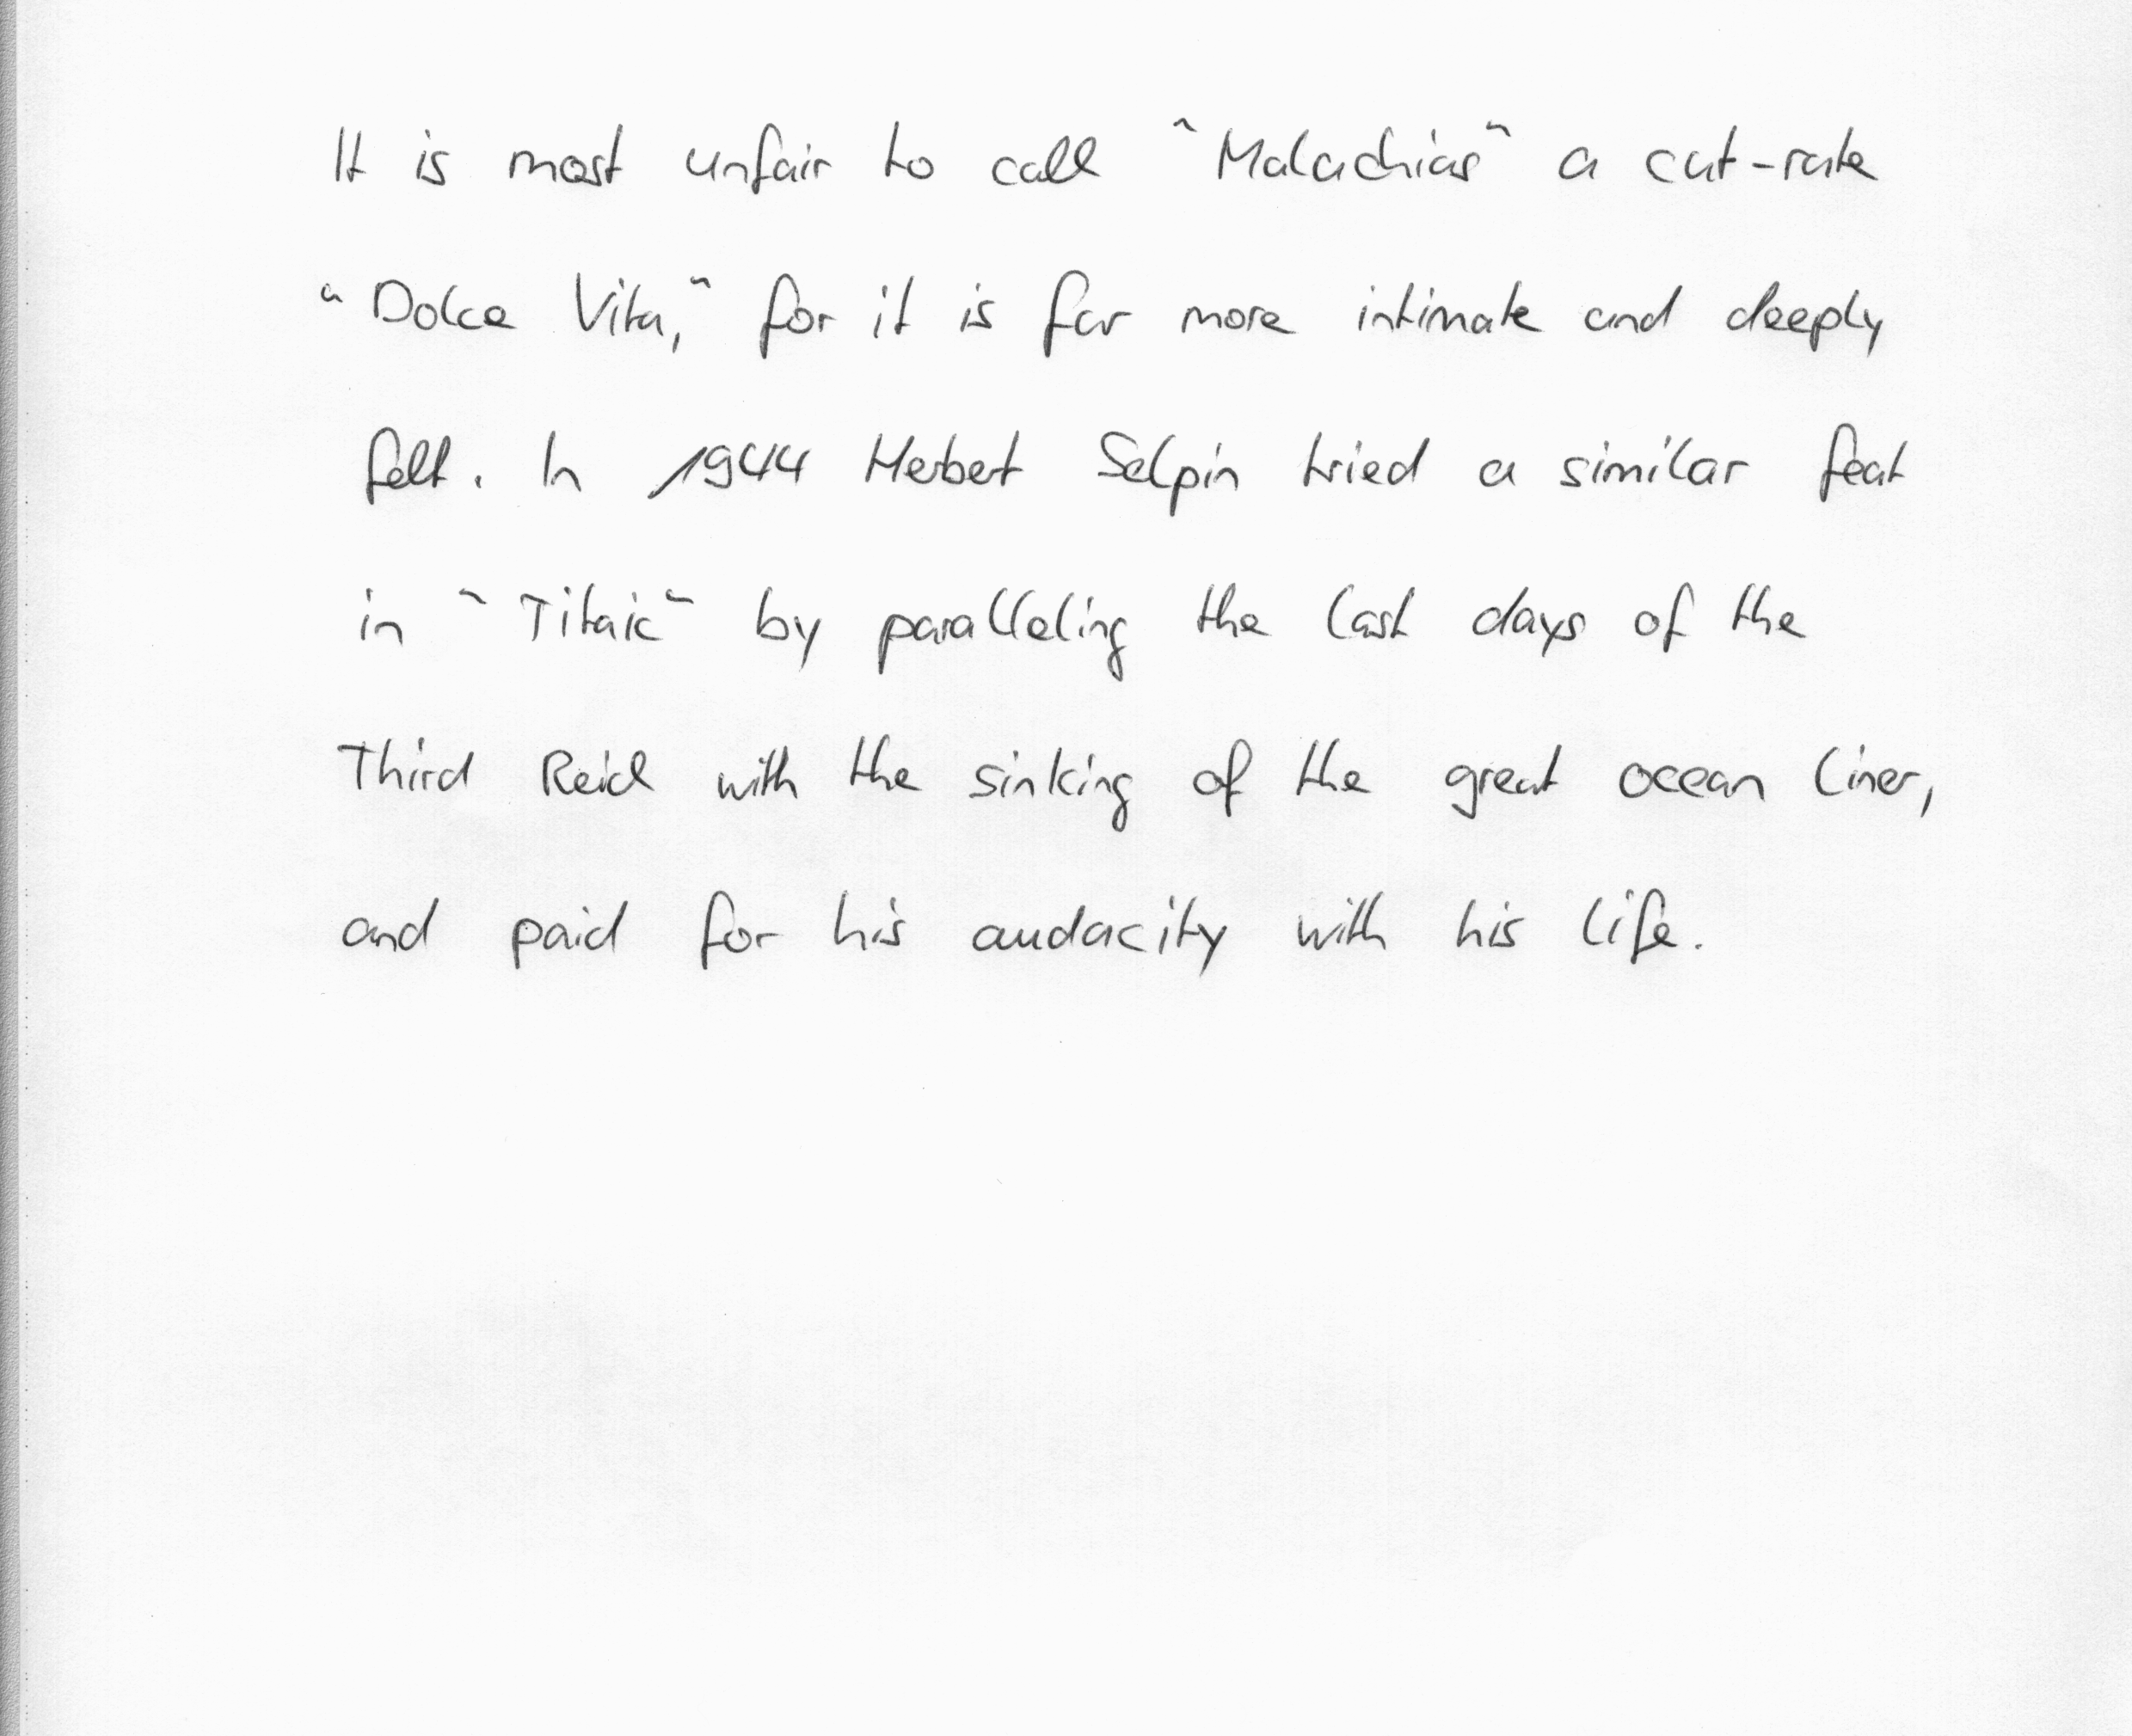 It is most unfair to call "Malachias" a cut-rate
"Dolce Vita," for it is far more intimate and deeply
felt. In 1944 Herbert Selpin tried a similar feat
in "Titaic" by paralleling the last days of the
Third Reich with the sinking of the great ocean liner,
and paid for his audacity with his life.